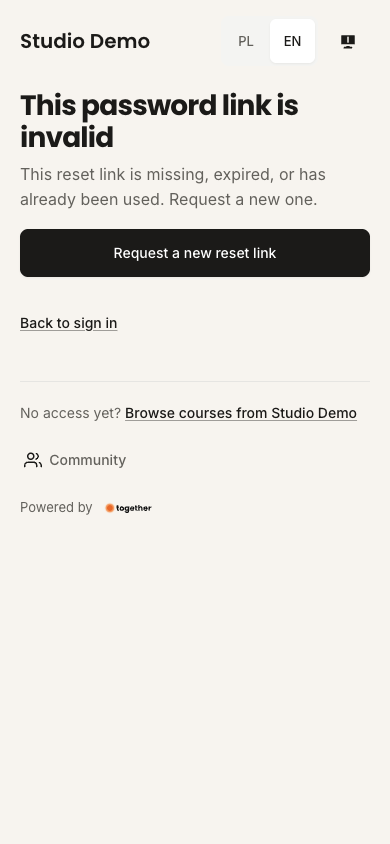 Studio Demo
PL
EN
This password link is
invalid
This reset link is missing, expired, or has
already been used. Request a new one.
Request a new reset link
Back to sign in
No access yet? Browse courses from Studio Demo
Community
Powered by together